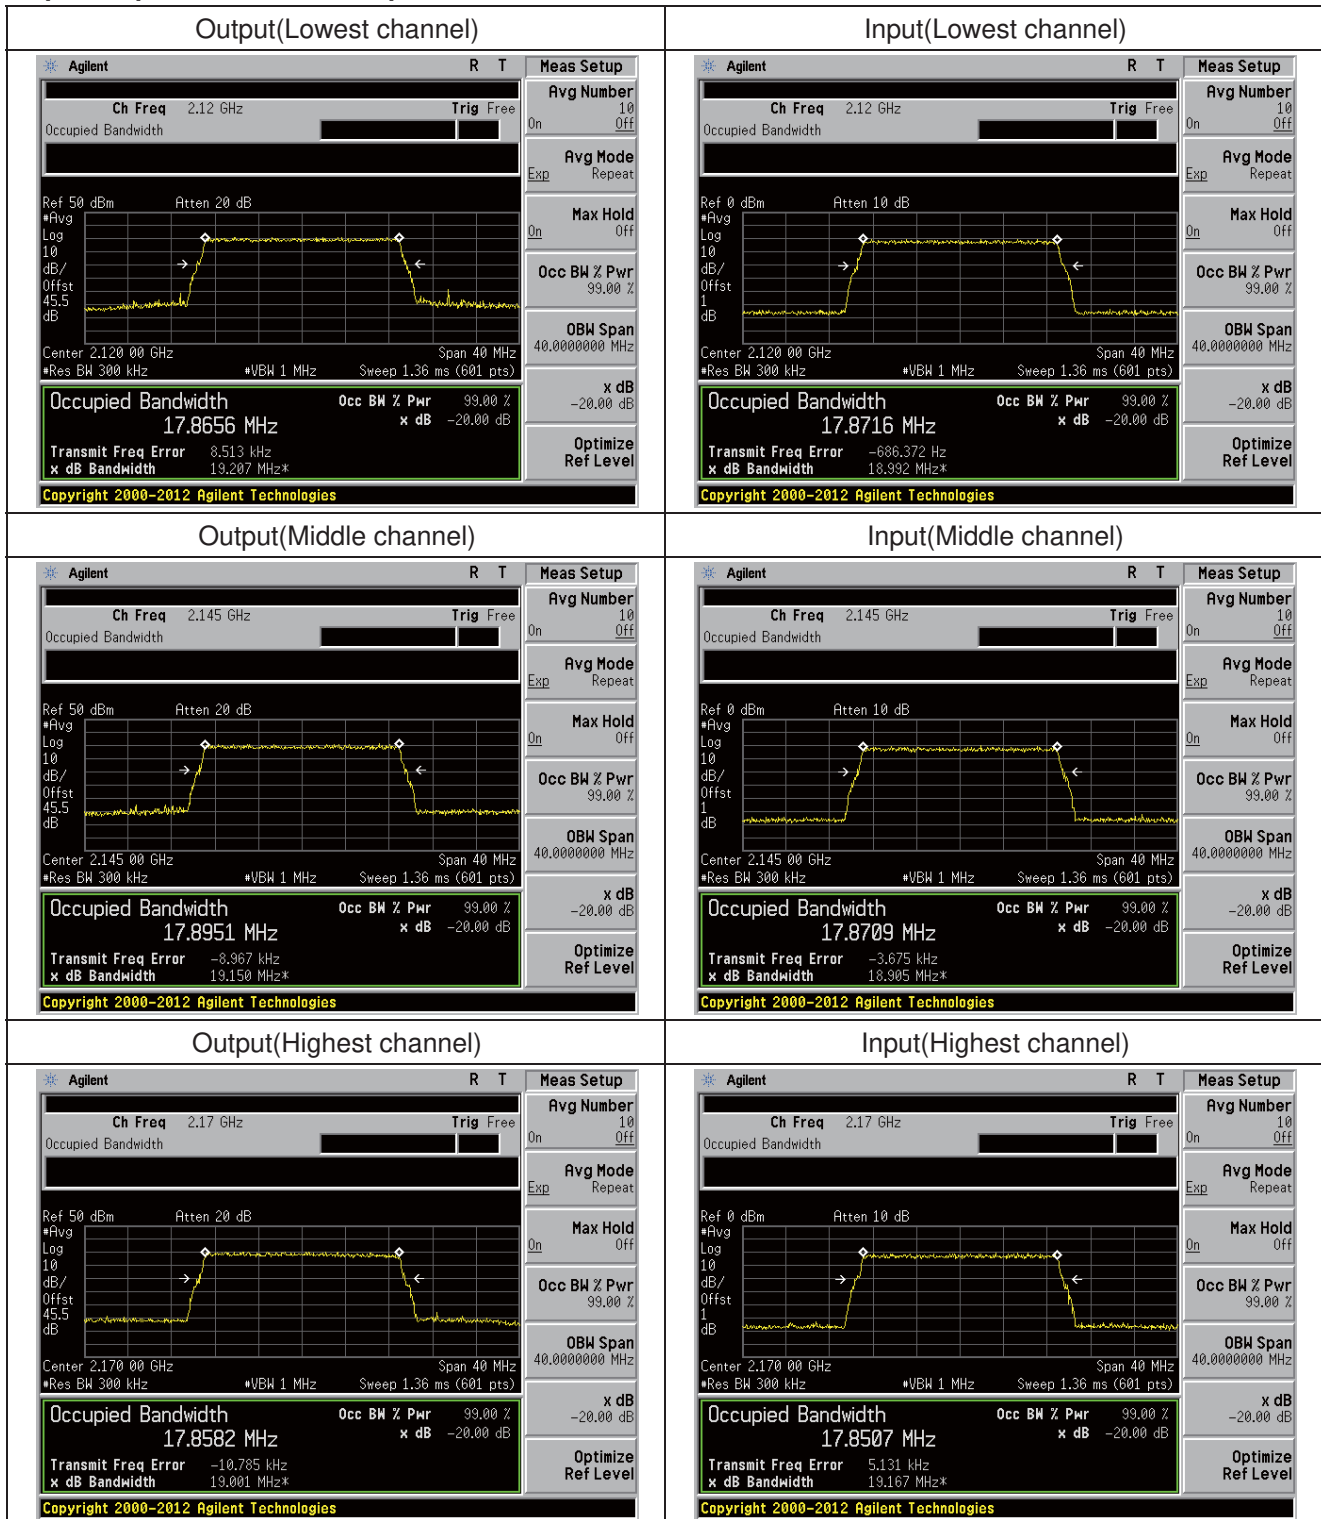 Output(Lowest channel)
Input(Lowest channel)
Agilent R T Meas Setup
Ch Freq 2.12 GHz Trig Free
Occupied Bandwidth
Avg Number
10
On Off
Avg Mode
Exp Repeat
Max Hold
On Off
Occ BW % Pwr
99.00 %
OBW Span
40.0000000 MHz
x dB
-20.00 dB
Optimize
Ref Level
Ref 50 dBm Atten 20 dB
#Avg
Log
10
dB/
Offst
45.5
dB
Center 2.120 00 GHz Span 40 MHz
#Res BW 300 kHz #VBW 1 MHz Sweep 1.36 ms (601 pts)
Occupied Bandwidth Occ BW % Pwr 99.00 %
17.8656 MHz x dB -20.00 dB
Transmit Freq Error 8.513 kHz
x dB Bandwidth 19.207 MHz*
Copyright 2000-2012 Agilent Technologies
Agilent R T Meas Setup
Ch Freq 2.12 GHz Trig Free
Occupied Bandwidth
Avg Number
10
On Off
Avg Mode
Exp Repeat
Max Hold
On Off
Occ BW % Pwr
99.00 %
OBW Span
40.0000000 MHz
x dB
-20.00 dB
Optimize
Ref Level
Ref 0 dBm Atten 10 dB
#Avg
Log
10
dB/
Offst
1
dB
Center 2.120 00 GHz Span 40 MHz
#Res BW 300 kHz #VBW 1 MHz Sweep 1.36 ms (601 pts)
Occupied Bandwidth Occ BW % Pwr 99.00 %
17.8716 MHz x dB -20.00 dB
Transmit Freq Error -686.372 Hz
x dB Bandwidth 18.992 MHz*
Copyright 2000-2012 Agilent Technologies
Output(Middle channel)
Input(Middle channel)
Agilent R T Meas Setup
Ch Freq 2.145 GHz Trig Free
Occupied Bandwidth
Avg Number
10
On Off
Avg Mode
Exp Repeat
Max Hold
On Off
Occ BW % Pwr
99.00 %
OBW Span
40.0000000 MHz
x dB
-20.00 dB
Optimize
Ref Level
Ref 50 dBm Atten 20 dB
#Avg
Log
10
dB/
Offst
45.5
dB
Center 2.145 00 GHz Span 40 MHz
#Res BW 300 kHz #VBW 1 MHz Sweep 1.36 ms (601 pts)
Occupied Bandwidth Occ BW % Pwr 99.00 %
17.8951 MHz x dB -20.00 dB
Transmit Freq Error -8.967 kHz
x dB Bandwidth 19.150 MHz*
Copyright 2000-2012 Agilent Technologies
Agilent R T Meas Setup
Ch Freq 2.145 GHz Trig Free
Occupied Bandwidth
Avg Number
10
On Off
Avg Mode
Exp Repeat
Max Hold
On Off
Occ BW % Pwr
99.00 %
OBW Span
40.0000000 MHz
x dB
-20.00 dB
Optimize
Ref Level
Ref 0 dBm Atten 10 dB
#Avg
Log
10
dB/
Offst
1
dB
Center 2.145 00 GHz Span 40 MHz
#Res BW 300 kHz #VBW 1 MHz Sweep 1.36 ms (601 pts)
Occupied Bandwidth Occ BW % Pwr 99.00 %
17.8709 MHz x dB -20.00 dB
Transmit Freq Error -3.675 kHz
x dB Bandwidth 18.905 MHz*
Copyright 2000-2012 Agilent Technologies
Output(Highest channel)
Input(Highest channel)
Agilent R T Meas Setup
Ch Freq 2.17 GHz Trig Free
Occupied Bandwidth
Avg Number
10
On Off
Avg Mode
Exp Repeat
Max Hold
On Off
Occ BW % Pwr
99.00 %
OBW Span
40.0000000 MHz
x dB
-20.00 dB
Optimize
Ref Level
Ref 50 dBm Atten 20 dB
#Avg
Log
10
dB/
Offst
45.5
dB
Center 2.170 00 GHz Span 40 MHz
#Res BW 300 kHz #VBW 1 MHz Sweep 1.36 ms (601 pts)
Occupied Bandwidth Occ BW % Pwr 99.00 %
17.8582 MHz x dB -20.00 dB
Transmit Freq Error -10.785 kHz
x dB Bandwidth 19.001 MHz*
Copyright 2000-2012 Agilent Technologies
Agilent R T Meas Setup
Ch Freq 2.17 GHz Trig Free
Occupied Bandwidth
Avg Number
10
On Off
Avg Mode
Exp Repeat
Max Hold
On Off
Occ BW % Pwr
99.00 %
OBW Span
40.0000000 MHz
x dB
-20.00 dB
Optimize
Ref Level
Ref 0 dBm Atten 10 dB
#Avg
Log
10
dB/
Offst
1
dB
Center 2.170 00 GHz Span 40 MHz
#Res BW 300 kHz #VBW 1 MHz Sweep 1.36 ms (601 pts)
Occupied Bandwidth Occ BW % Pwr 99.00 %
17.8507 MHz x dB -20.00 dB
Transmit Freq Error 5.131 kHz
x dB Bandwidth 19.167 MHz*
Copyright 2000-2012 Agilent Technologies